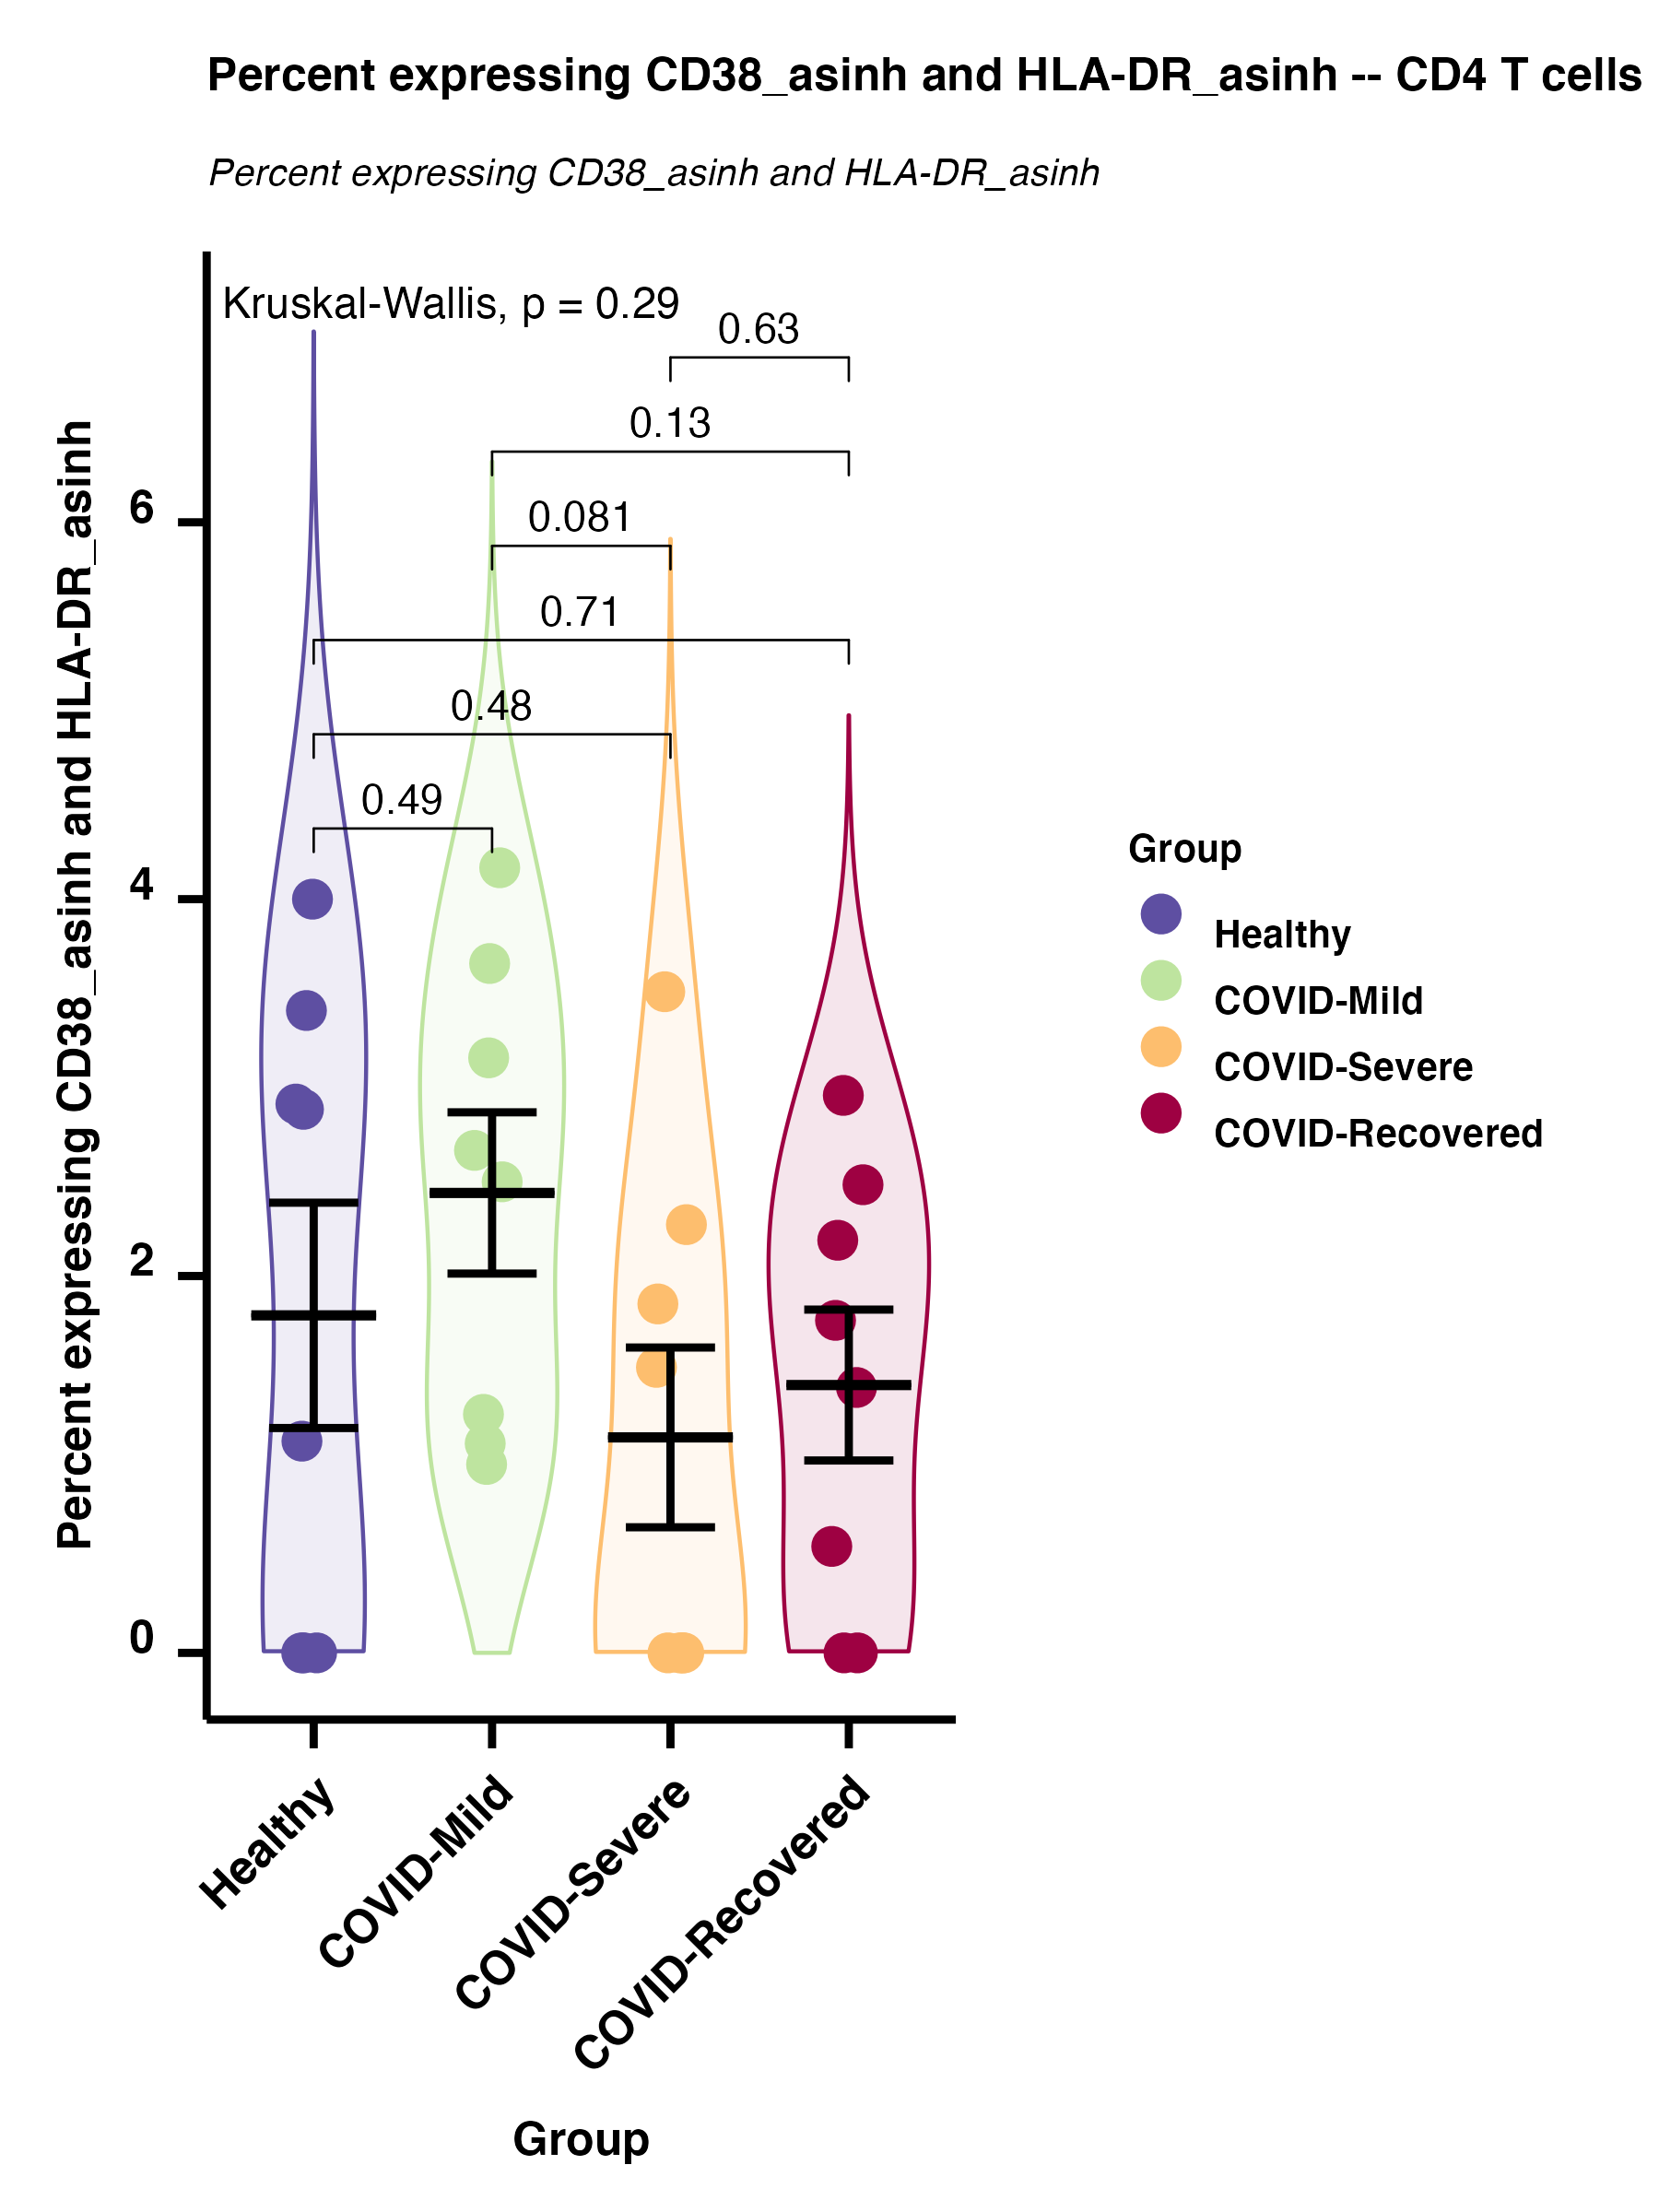 Percent expressing CD38_asinh and HLA-DR_asinh -- CD4 T cells
Percent expressing CD38_asinh and HLA-DR_asinh
Kruskal-Wallis, p = 0.29
0.63
0.13
0.081
0.71
0.48
0.49
Percent expressing CD38_asinh and HLA-DR_asinh
6
4
2
0
Healthy
COVID-Mild
COVID-Severe
COVID-Recovered
Group
Group
Healthy
COVID-Mild
COVID-Severe
COVID-Recovered